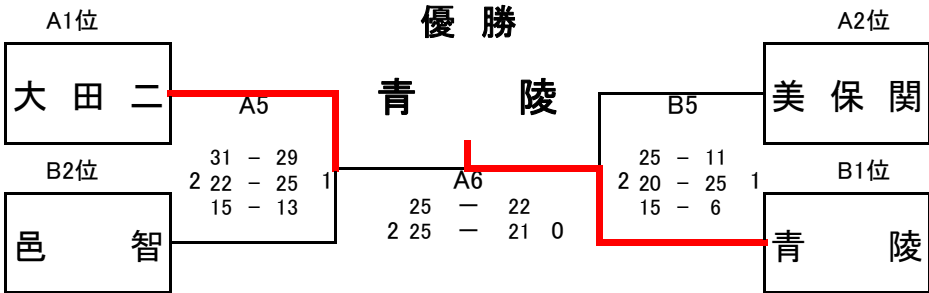 優 勝
青 陵
A1位
大 田 二
B2位
邑 智
A5
31 － 29
2 22 － 25 1
15 － 13
A6
25 － 22
2 25 － 21 0
B5
25 － 11
2 20 － 25 1
15 － 6
A2位
美 保 関
B1位
青 陵